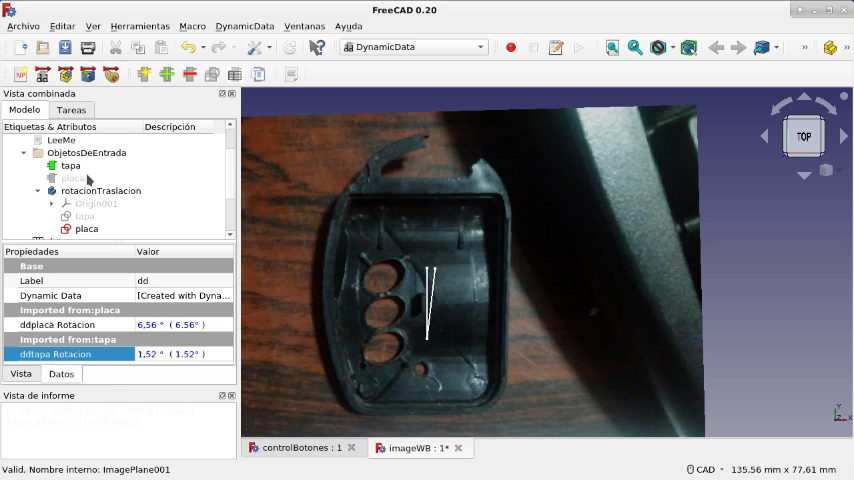 FreeCAD 0.20
Archivo Editar Ver Herramientas Macro DynamicData Ventanas Ayuda
DynamicData
NP
Vista combinada
Modelo Tareas
Etiquetas & Atributos Descripción
LeeMe
ObjetosDeEntrada
tapa
placa
rotacionTraslacion
Origin001
tapa
placa
Propiedades Valor
Base
Label dd
Dynamic Data [Created with Dyna...
Imported from:placa
ddplaca Rotacion 6,56 ° ( 6.56° )
Imported from:tapa
ddtapa Rotacion 1,52 ° ( 1.52° )
Vista Datos
Vista de informe
TOP
controlBotones : 1 imageWB : 1*
Valid, Nombre interno: ImagePlane001 CAD 135.56 mm x 77.61 mm